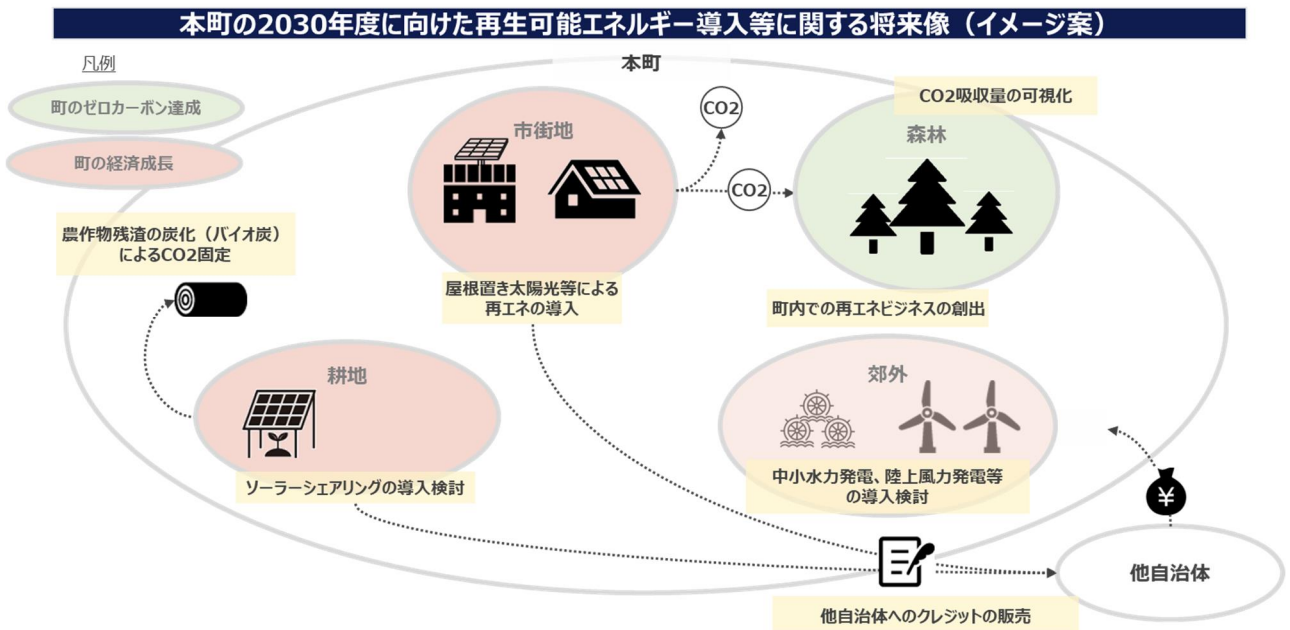 本町の2030年度に向けた再生可能エネルギー導入等に関する将来像（イメージ案）
凡例
町のゼロカーボン達成
町の経済成長
本町
市街地
CO2
CO2
CO2吸収量の可視化
森林
農作物残渣の炭化（バイオ炭）
によるCO2固定
屋根置き太陽光等による
再エネの導入
町内での再エネビジネスの創出
耕地
ソーラーシェアリングの導入検討
郊外
中小水力発電、陸上風力発電等
の導入検討
¥
他自治体
他自治体へのクレジットの販売